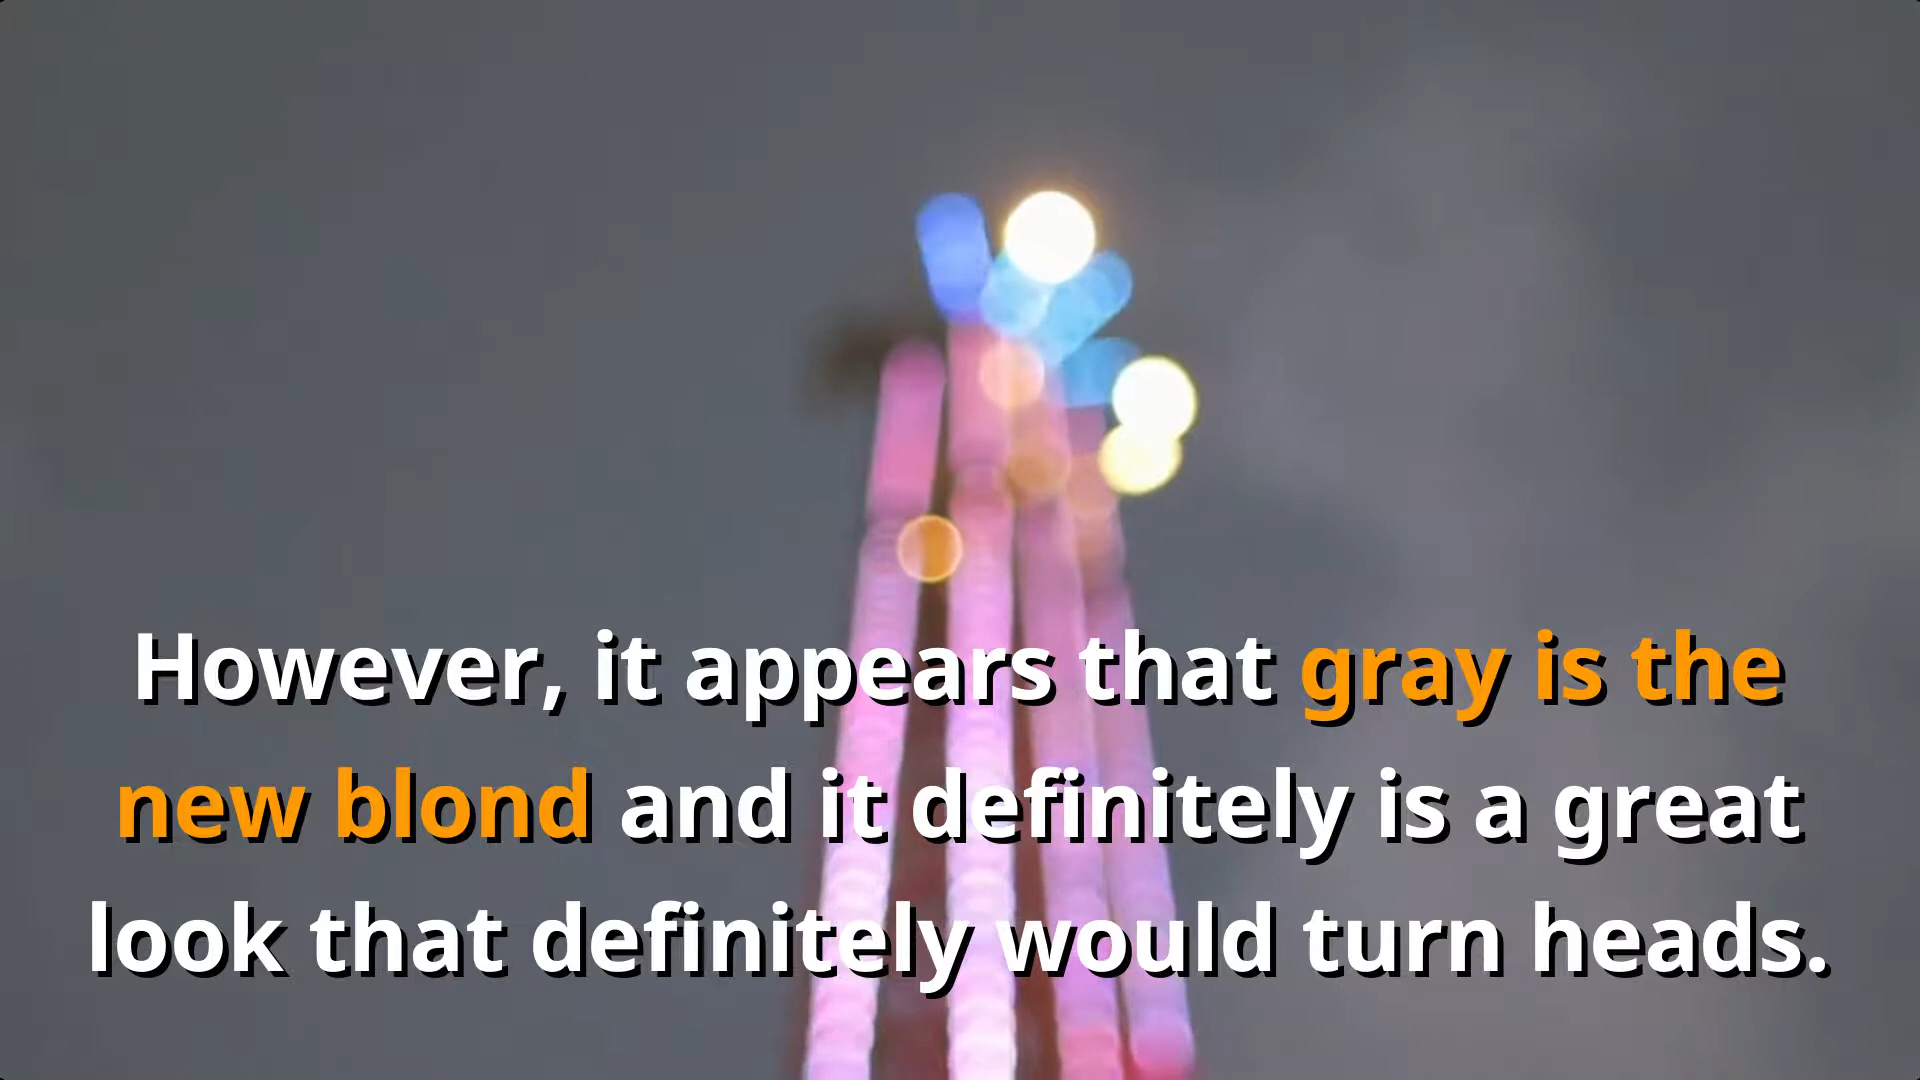 However, it appears that gray is the
new blond and it definitely is a great
look that definitely would turn heads.